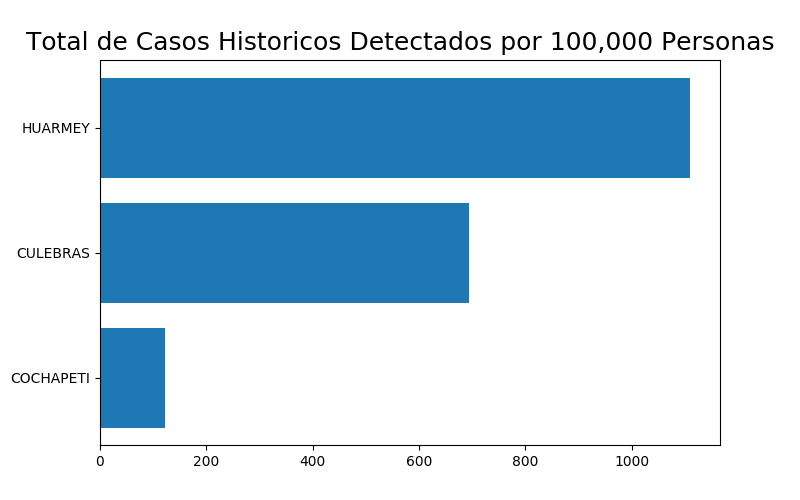 Total de Casos Historicos Detectados por 100,000 Personas
HUARMEY
CULEBRAS
COCHAPETI
0 200 400 600 800 1000